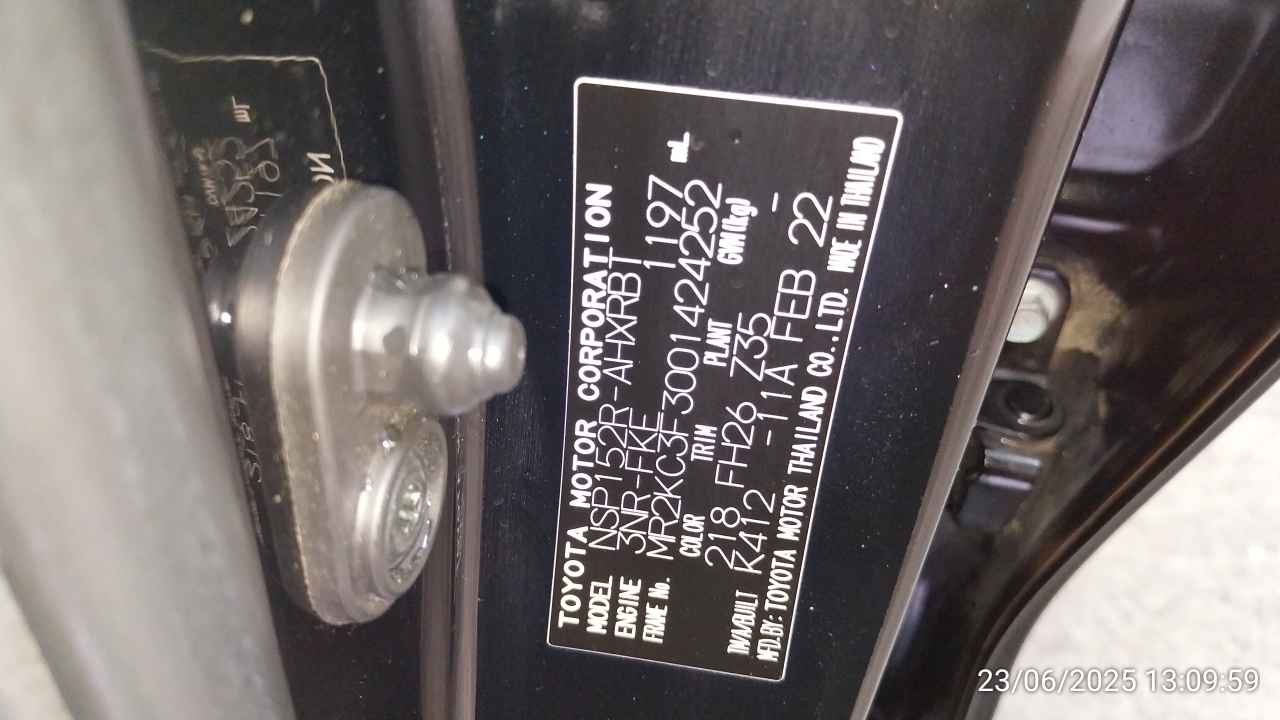 TOYOTA MOTOR CORPORATION
MODEL NSP152R-AHXRBT
ENGINE 3NR-FKE 1197 mL
FRAME No. MR2KC3F3001424252
COLOR TRIM PLANT GVM(kg)
218 FH26 Z35 -
TM/A/BUILT K412 -11A FEB 22
MFD.BY: TOYOTA MOTOR THAILAND CO.,LTD. MADE IN THAILAND
23/06/2025 13:09:59